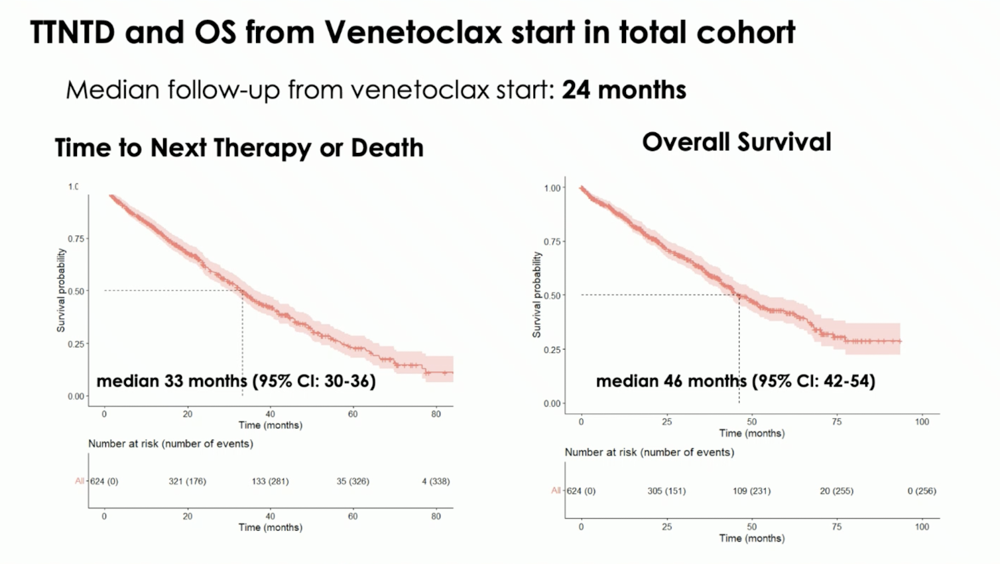 TTNTD and OS from Venetoclax start in total cohort
Median follow-up from venetoclax start: 24 months
Time to Next Therapy or Death
1.0
0.75
0.50
0.25
0.00
Survival probability
median 33 months (95% CI: 30-36)
0 20 40 60 80
Time (months)
Number at risk (number of events)
All 624 (0) 321 (176) 133 (281) 35 (326) 4 (338)
0 20 40 60 80
Time (months)
Overall Survival
1.00
0.75
0.50
0.25
0.00
Survival probability
median 46 months (95% CI: 42-54)
0 25 50 75 100
Time (months)
Number at risk (number of events)
All 624 (0) 305 (151) 109 (231) 20 (255) 0 (256)
0 25 50 75 100
Time (months)